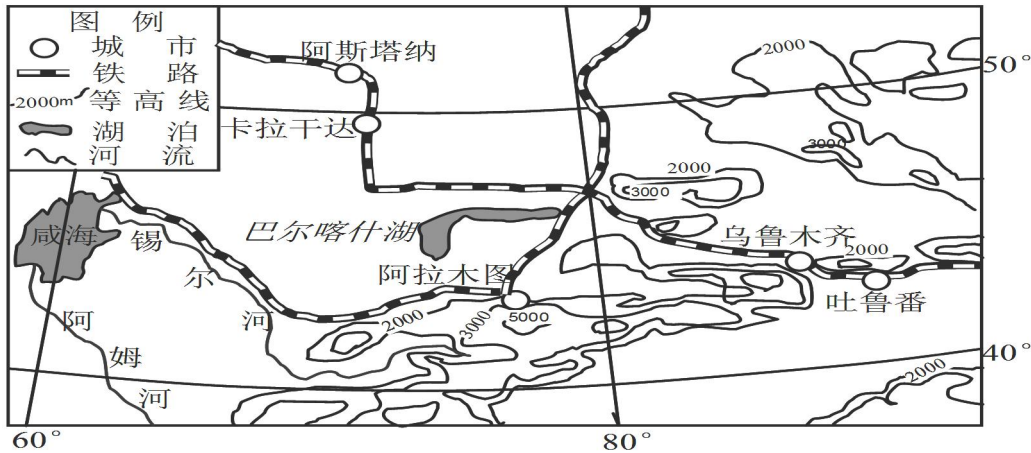 图 例
城 市
铁 路
-2000m 等高线
湖 泊
河 流
阿斯塔纳
卡拉干达
2000
50°
3000
2000
3000
巴尔喀什湖
咸海
锡
尔
河
乌鲁木齐
2000
阿拉木图
吐鲁番
2000
3000
5000
阿
姆
河
40°
2000
60°
80°